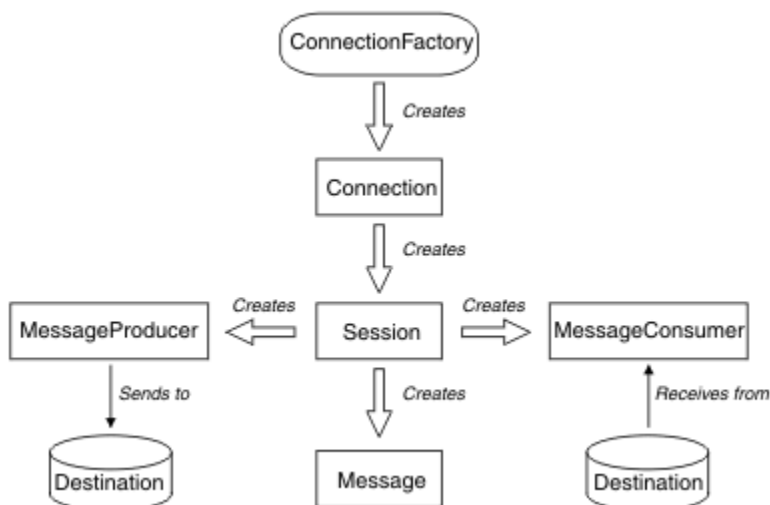 ConnectionFactory
Creates
Connection
Creates
Creates
Creates
MessageProducer
Session
MessageConsumer
Sends to
Creates
Receives from
Destination
Message
Destination